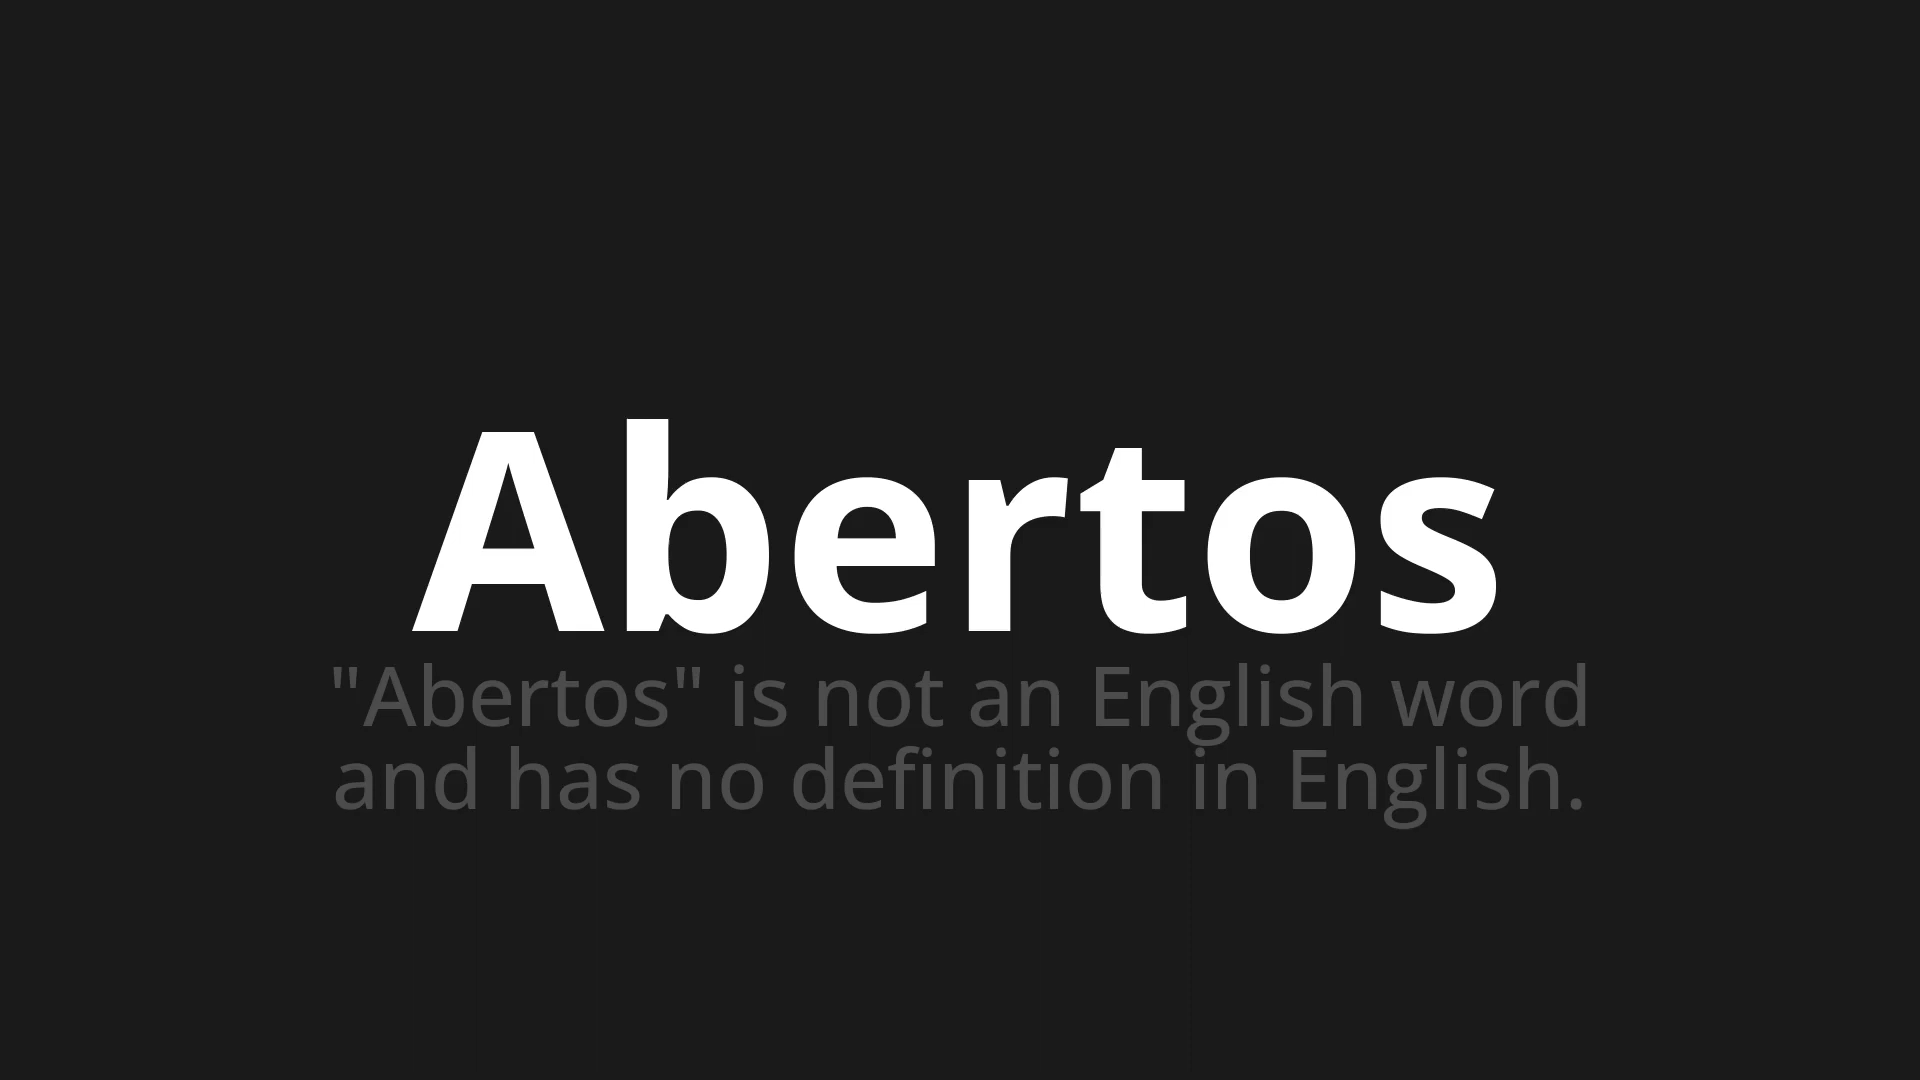 Abertos
"Abertos" is not an English word
and has no definition in English.